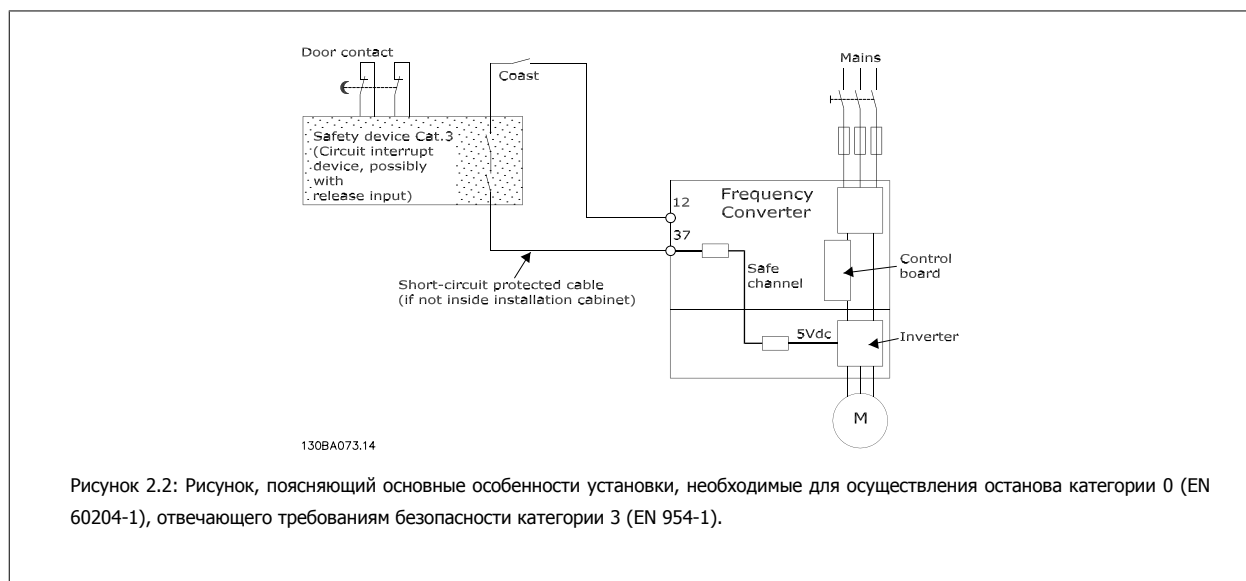 Door contact
Coast
Mains
Safety device Cat.3
(Circuit interrupt
device, possibly
with
release input)
12
Frequency
Converter
37
Safe
channel
Control
board
Short-circuit protected cable
(if not inside installation cabinet)
5Vdc
Inverter
M
130BA073.14
Рисунок 2.2: Рисунок, поясняющий основные особенности установки, необходимые для осуществления останова категории 0 (EN
60204-1), отвечающего требованиям безопасности категории 3 (EN 954-1).